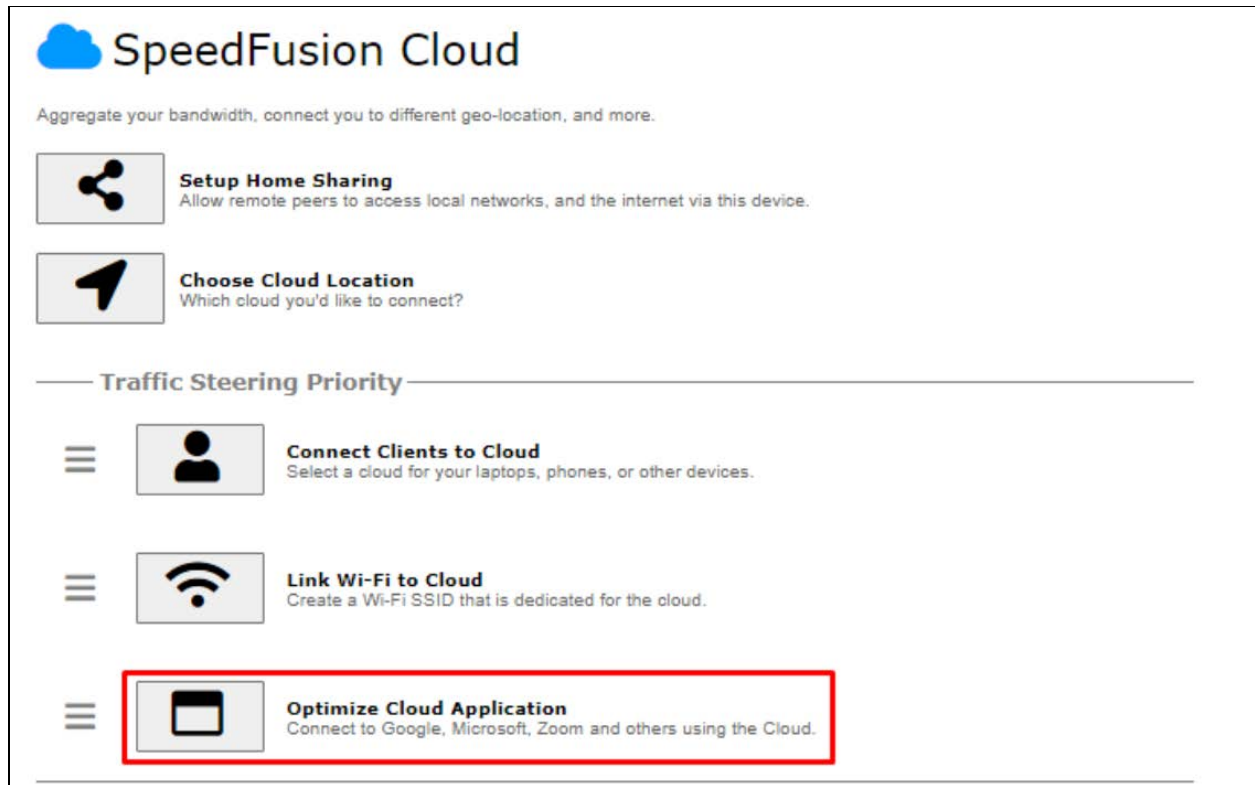 SpeedFusion Cloud
Aggregate your bandwidth, connect you to different geo-location, and more.
Setup Home Sharing
Allow remote peers to access local networks, and the internet via this device.
Choose Cloud Location
Which cloud you'd like to connect?
Traffic Steering Priority
Connect Clients to Cloud
Select a cloud for your laptops, phones, or other devices.
Link Wi-Fi to Cloud
Create a Wi-Fi SSID that is dedicated for the cloud.
Optimize Cloud Application
Connect to Google, Microsoft, Zoom and others using the Cloud.